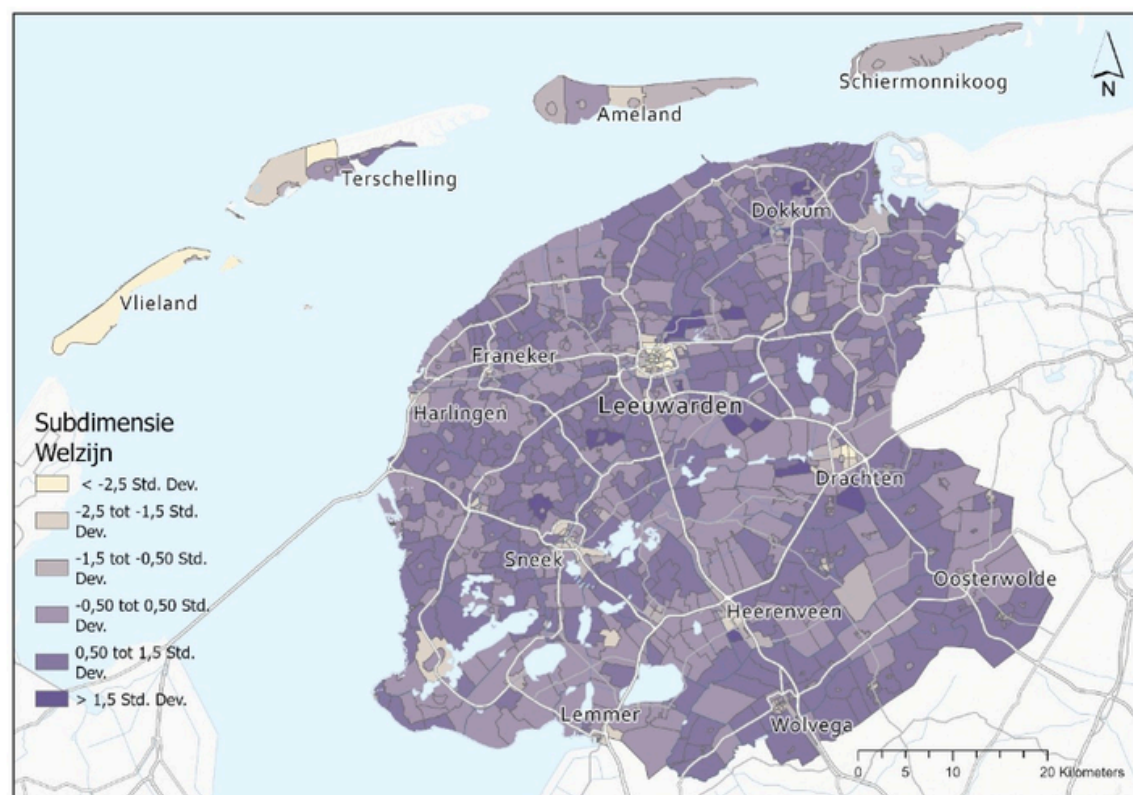 Schiermonnikoog
N
Ameland
Terschelling
Dokkum
Vlieland
Franeker
Leeuwarden
Harlingen
Drachten
Sneek
Oosterwolde
Heerenveen
Lemmer
Wolvega
Subdimensie
Welzijn
< -2,5 Std. Dev.
-2,5 tot -1,5 Std.
Dev.
-1,5 tot -0,50 Std.
Dev.
-0,50 tot 0,50 Std.
Dev.
0,50 tot 1,5 Std.
Dev.
> 1,5 Std. Dev.
0 5 10 20 Kilometers